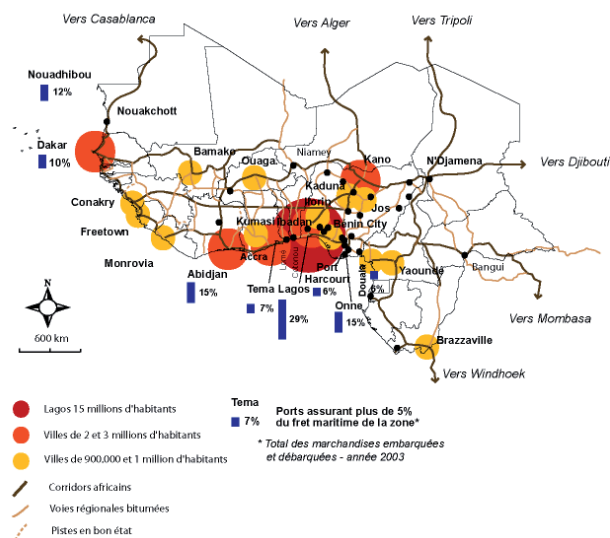 Vers Casablanca
Vers Alger
Vers Tripoli
Nouadhibou
12%
Nouakchott
Dakar
10%
Bamako
Ouaga.
Niamey
Kano
N'Djamena
Vers Djibouti
Kaduna
Ilorin
Jos
Conakry
Kumasi
Ibadan
Benin City
Freetown
Monrovia
Abidjan
15%
Accra
Lomé
Cotonou
Port
Harcourt
6%
Douala
Yaoundé
Bangui
Tema
7%
Lagos
29%
Onne
15%
Vers Mombasa
Brazzaville
Vers Windhoek
N
600 km
Lagos 15 millions d'habitants
Villes de 2 et 3 millions d'habitants
Villes de 900,000 et 1 million d'habitants
Corridors africains
Voies régionales bitumées
Pistes en bon état
Tema
7%
Ports assurant plus de 5%
du fret maritime de la zone*
* Total des marchandises embarquées
et débarquées - année 2003